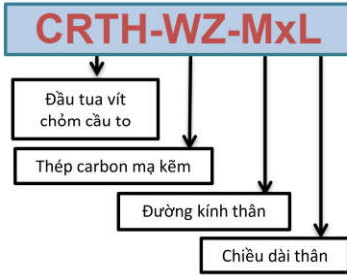 CRTH-WZ-MxL
Đầu tua vít
chỏm cầu to
Thép carbon mạ kẽm
Đường kính thân
Chiều dài thân